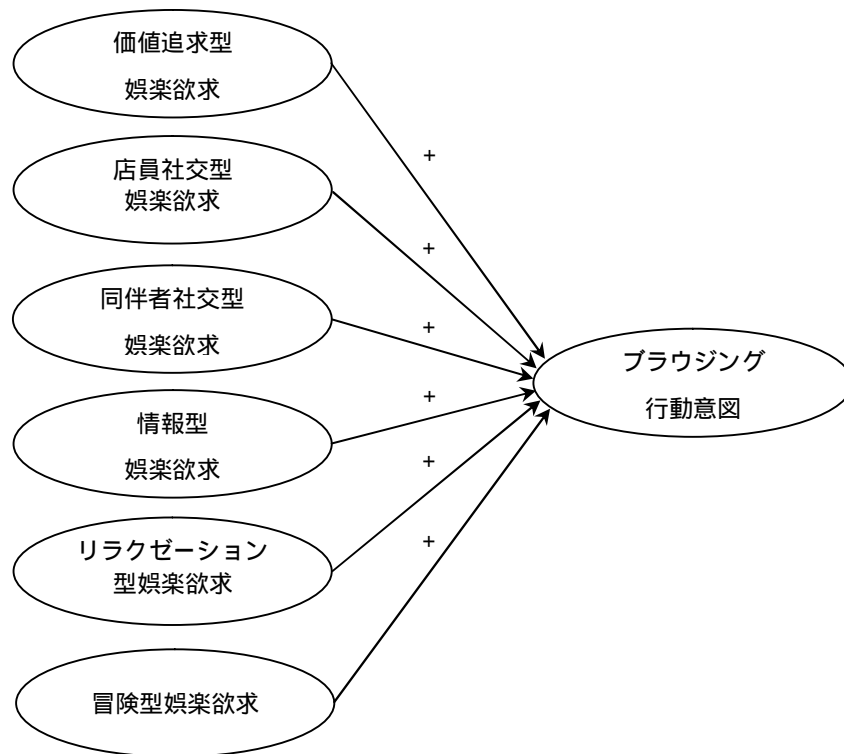 価値追求型
娯楽欲求
+
店員社交型
娯楽欲求
+
同伴者社交型
娯楽欲求
+
ブラウジング
行動意図
情報型
娯楽欲求
+
リラクゼーション
型娯楽欲求
+
冒険型娯楽欲求
+